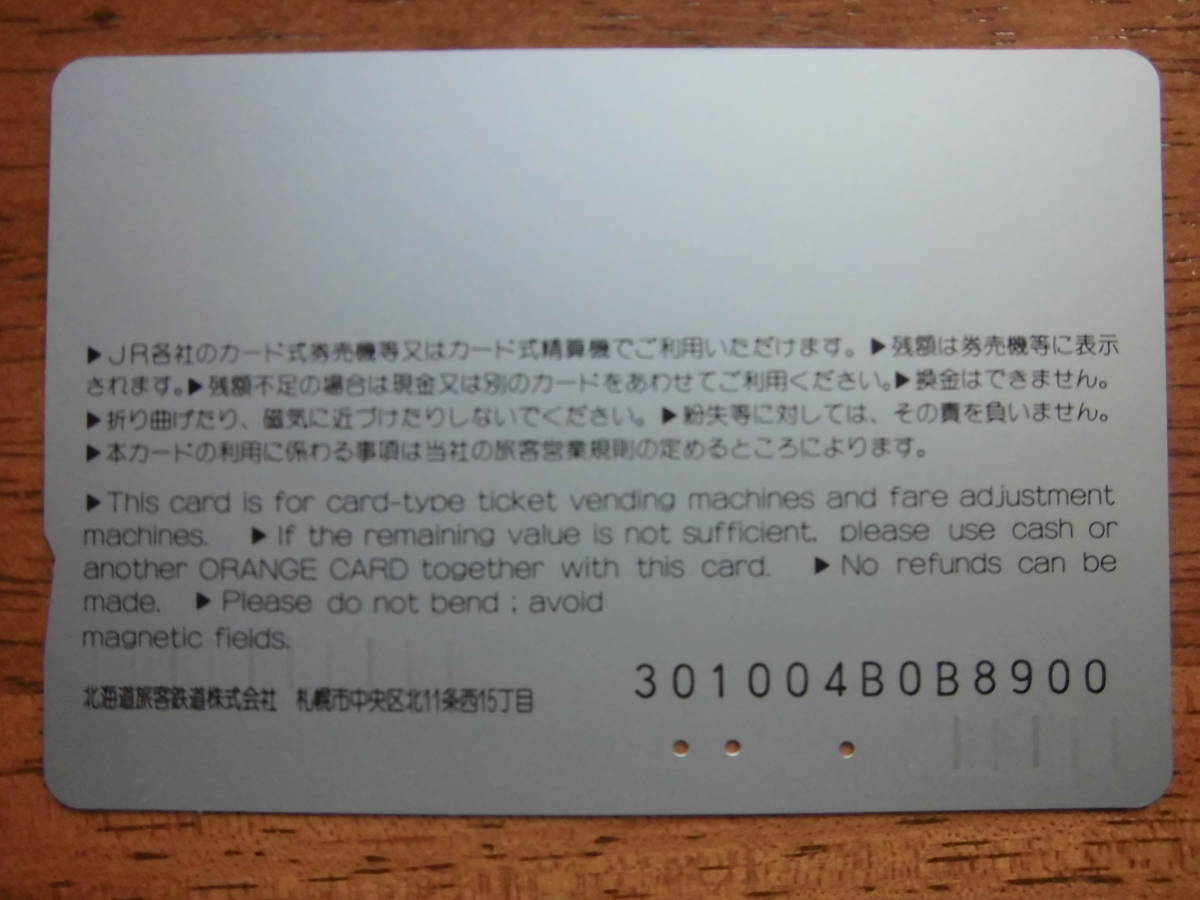 ▶JR各社のカード式券売機等又はカード式精算機でご利用いただけます。▶残額は券売機等に表示
されます。▶残額不足の場合は現金又は別のカードをあわせてご利用ください。▶換金はできません。
▶折り曲げたり、磁気に近づけたりしないでください。▶紛失等に対しては、その責を負いません。
▶本カードの利用に係わる事項は当社の旅客営業規則の定めるところによります。
▶This card is for card-type ticket vending machines and fare adjustment
machines. ▶If the remaining value is not sufficient, please use cash or
another ORANGE CARD together with this card. ▶No refunds can be
made. ▶Please do not bend ; avoid
magnetic fields.
301004B0B8900
北海道旅客鉄道株式会社 札幌市中央区北11条西15丁目